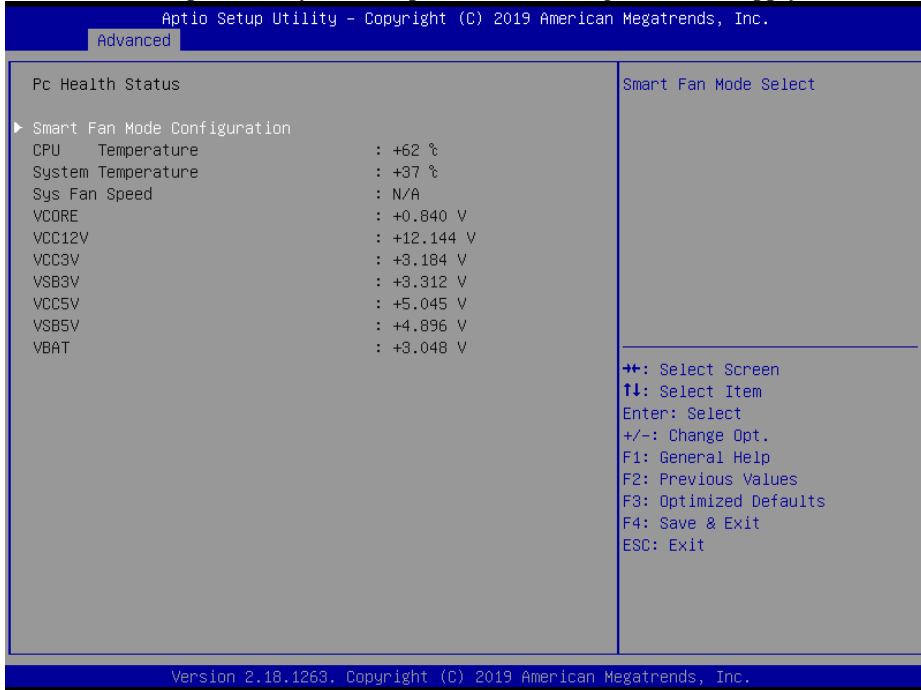 Aptio Setup Utility – Copyright (C) 2019 American Megatrends, Inc.
Advanced
Pc Health Status
Smart Fan Mode Configuration
CPU Temperature : +62 ℃
System Temperature : +37 ℃
Sys Fan Speed : N/A
VCORE : +0.840 V
VCC12V : +12.144 V
VCC3V : +3.184 V
VSB3V : +3.312 V
VCC5V : +5.045 V
VSB5V : +4.896 V
VBAT : +3.048 V
Smart Fan Mode Select
→←: Select Screen
↑↓: Select Item
Enter: Select
+/-: Change Opt.
F1: General Help
F2: Previous Values
F3: Optimized Defaults
F4: Save & Exit
ESC: Exit
Version 2.18.1263. Copyright (C) 2019 American Megatrends, Inc.